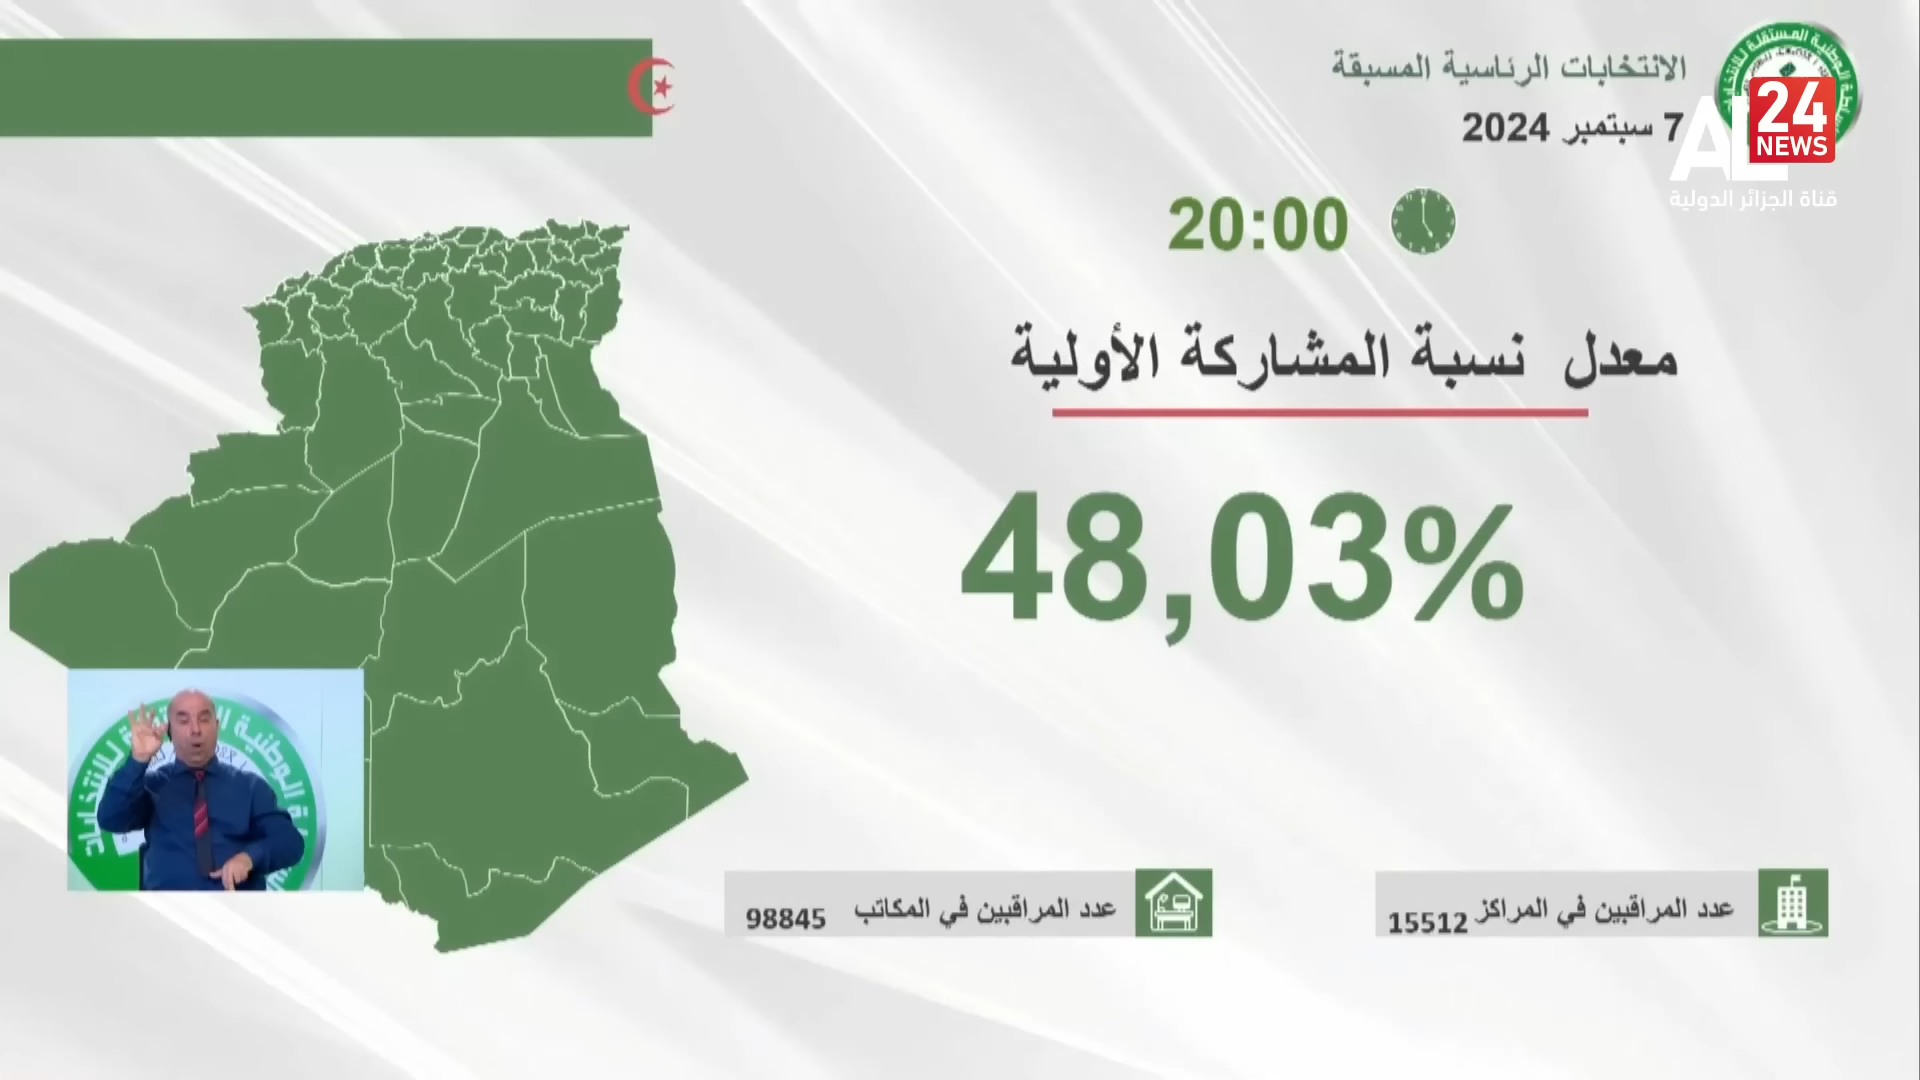 الانتخابات الرئاسية المسبقة
7 سبتمبر 2024
AL
24
NEWS
قناة الجزائر الدولية
20:00
معدل نسبة المشاركة الأولية
48,03%
عدد المراقبين في المراكز 15512
عدد المراقبين في المكاتب 98845